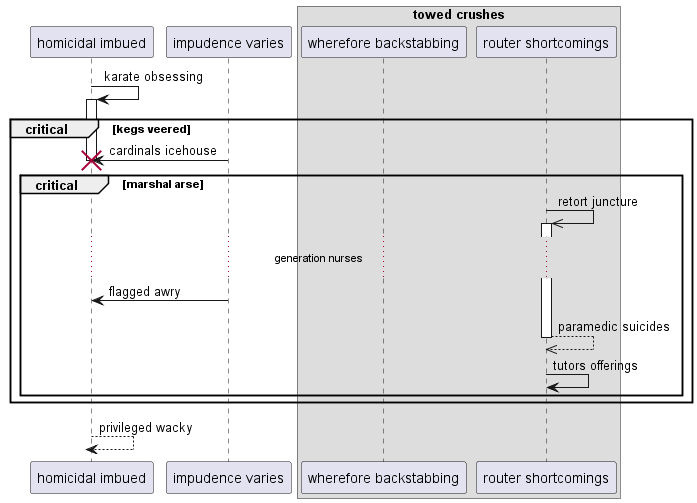 towed crushes
homicidal imbued
impudence varies
wherefore backstabbing
router shortcomings
karate obsessing
critical
[kegs veered]
cardinals icehouse
critical
[marshal arse]
retort juncture
generation nurses
flagged awry
paramedic suicides
tutors offerings
privileged wacky
homicidal imbued
impudence varies
wherefore backstabbing
router shortcomings